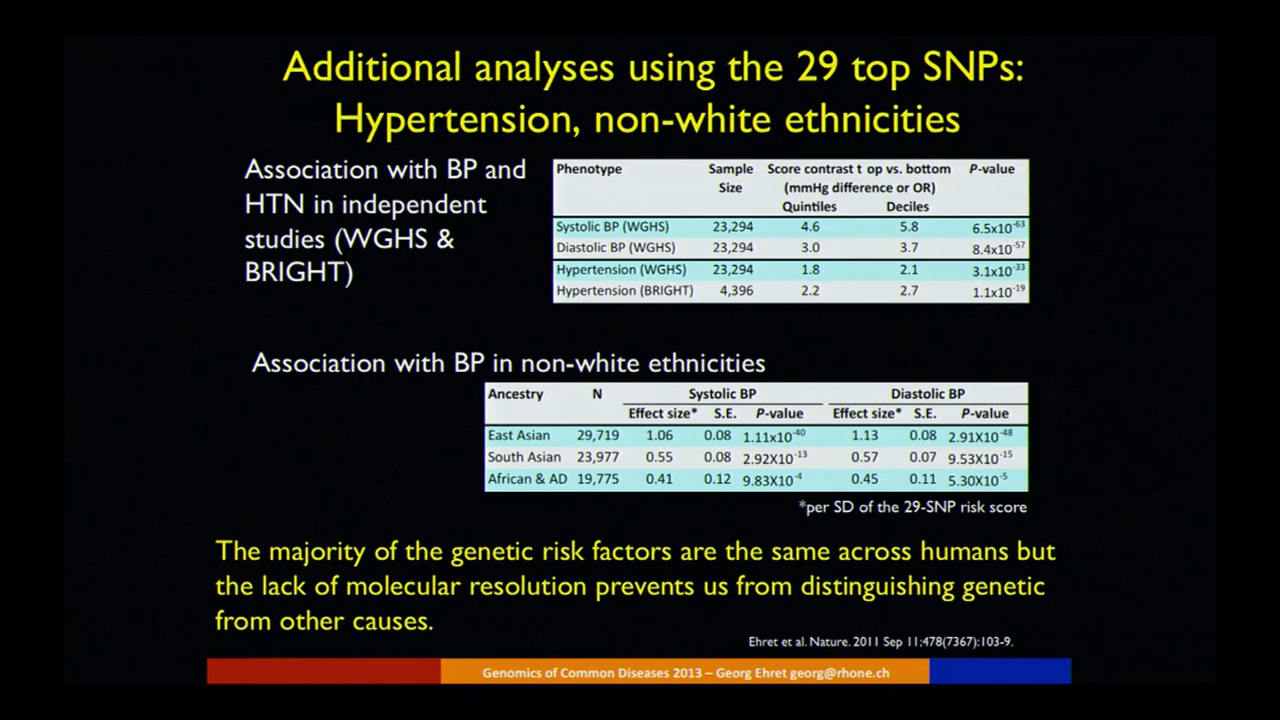 Additional analyses using the 29 top SNPs:
Hypertension, non-white ethnicities
Association with BP and
HTN in independent
studies (WGHS &
BRIGHT)
Phenotype Sample Score contrast t op vs. bottom P-value
Size (mmHg difference or OR)
Quintiles Deciles
Systolic BP (WGHS) 23,294 4.6 5.8 6.5x10⁻⁶³
Diastolic BP (WGHS) 23,294 3.0 3.7 8.4x10⁻⁵⁷
Hypertension (WGHS) 23,294 1.8 2.1 3.1x10⁻³³
Hypertension (BRIGHT) 4,396 2.2 2.7 1.1x10⁻¹⁹
Association with BP in non-white ethnicities
Ancestry N Systolic BP Diastolic BP
Effect size* S.E. P-value Effect size* S.E. P-value
East Asian 29,719 1.06 0.08 1.11x10⁻⁴⁰ 1.13 0.08 2.91X10⁻⁴⁸
South Asian 23,977 0.55 0.08 2.92X10⁻¹³ 0.57 0.07 9.53X10⁻¹⁵
African & AD 19,775 0.41 0.12 9.83X10⁻⁴ 0.45 0.11 5.30X10⁻⁵
*per SD of the 29-SNP risk score
The majority of the genetic risk factors are the same across humans but
the lack of molecular resolution prevents us from distinguishing genetic
from other causes.
Ehret et al. Nature. 2011 Sep 11;478(7367):103-9.
Genomics of Common Diseases 2013 – Georg Ehret georg@rhone.ch